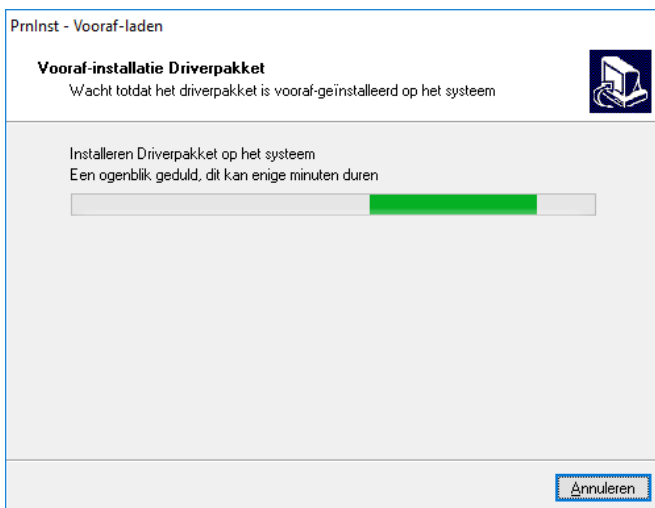 PrnInst - Vooraf-laden
Vooraf-installatie Driverpakket
Wacht totdat het driverpakket is vooraf-geïnstalleerd op het systeem
Installeren Driverpakket op het systeem
Een ogenblik geduld, dit kan enige minuten duren
Annuleren